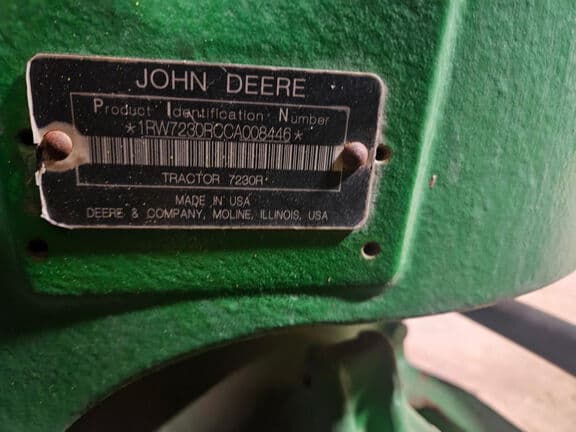 JOHN DEERE
Product Identification Number
*1RW7230RCCA008446*
TRACTOR 7230R
MADE IN USA
DEERE & COMPANY, MOLINE, ILLINOIS, USA